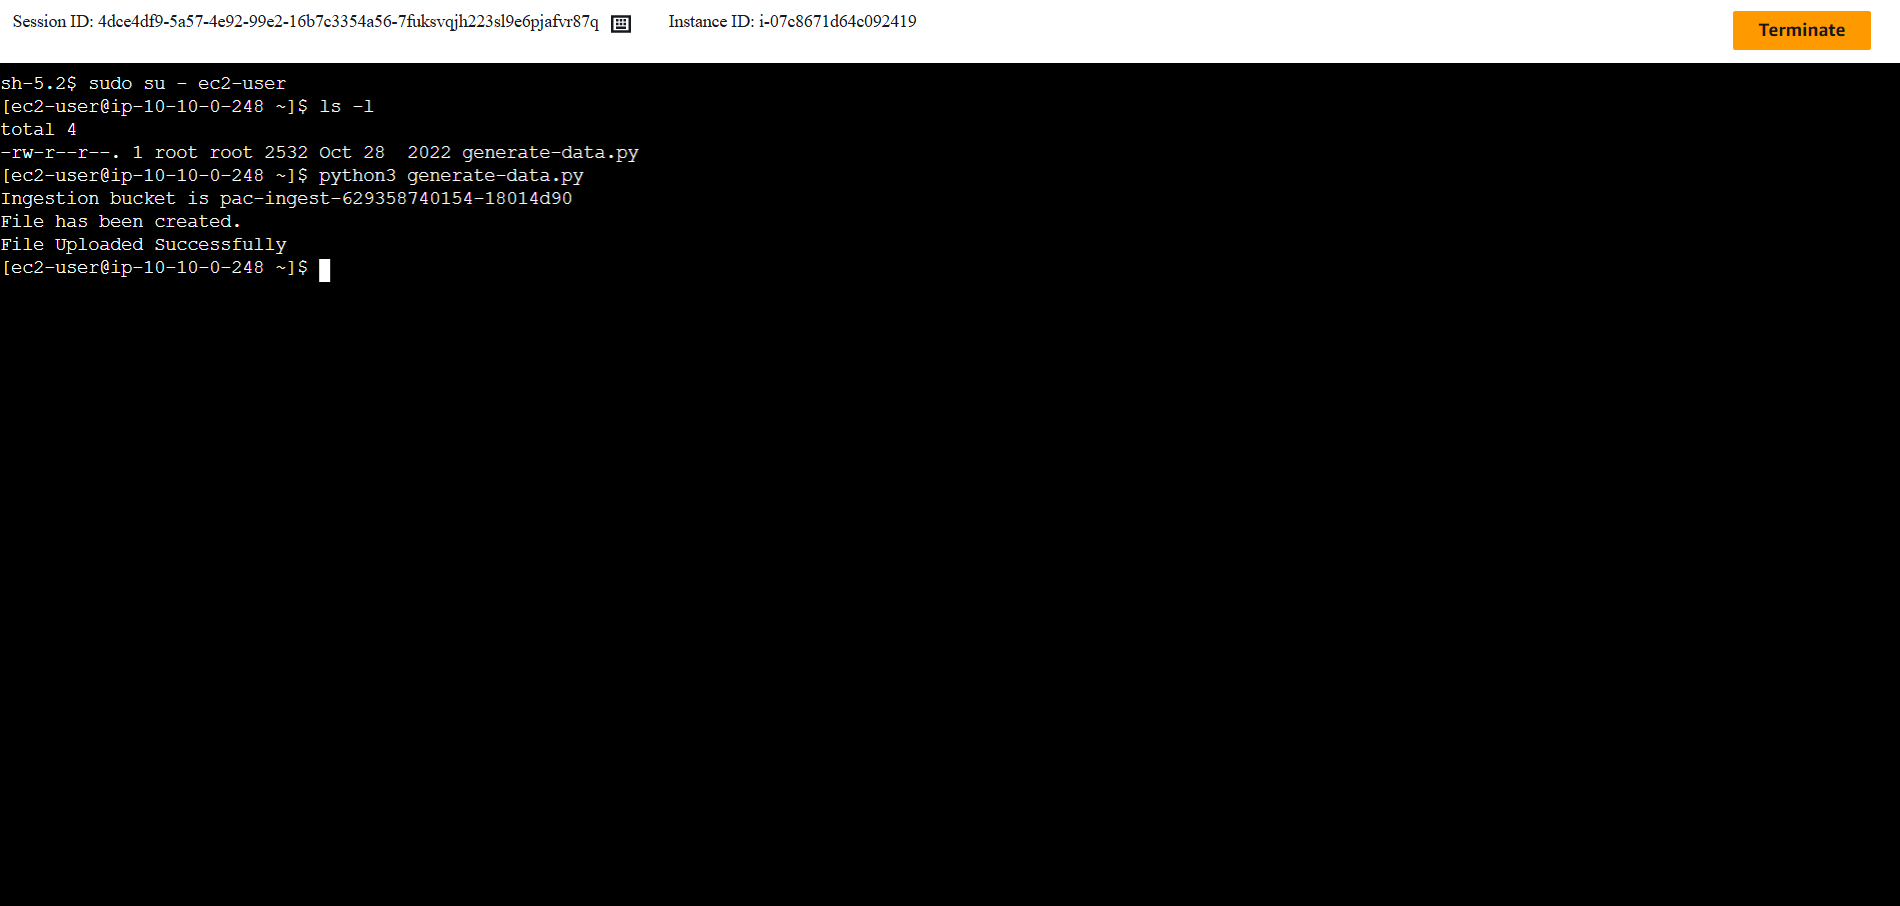 Session ID: 4dce4df9-5a57-4e92-99e2-16b7c3354a56-7fuksvqjh223sl9e6pjafvr87q Instance ID: i-07c8671d64c092419 Terminate
sh-5.2$ sudo su - ec2-user
[ec2-user@ip-10-10-0-248 ~]$ ls -l
total 4
-rw-r--r--. 1 root root 2532 Oct 28  2022 generate-data.py
[ec2-user@ip-10-10-0-248 ~]$ python3 generate-data.py
Ingestion bucket is pac-ingest-629358740154-18014d90
File has been created.
File Uploaded Successfully
[ec2-user@ip-10-10-0-248 ~]$